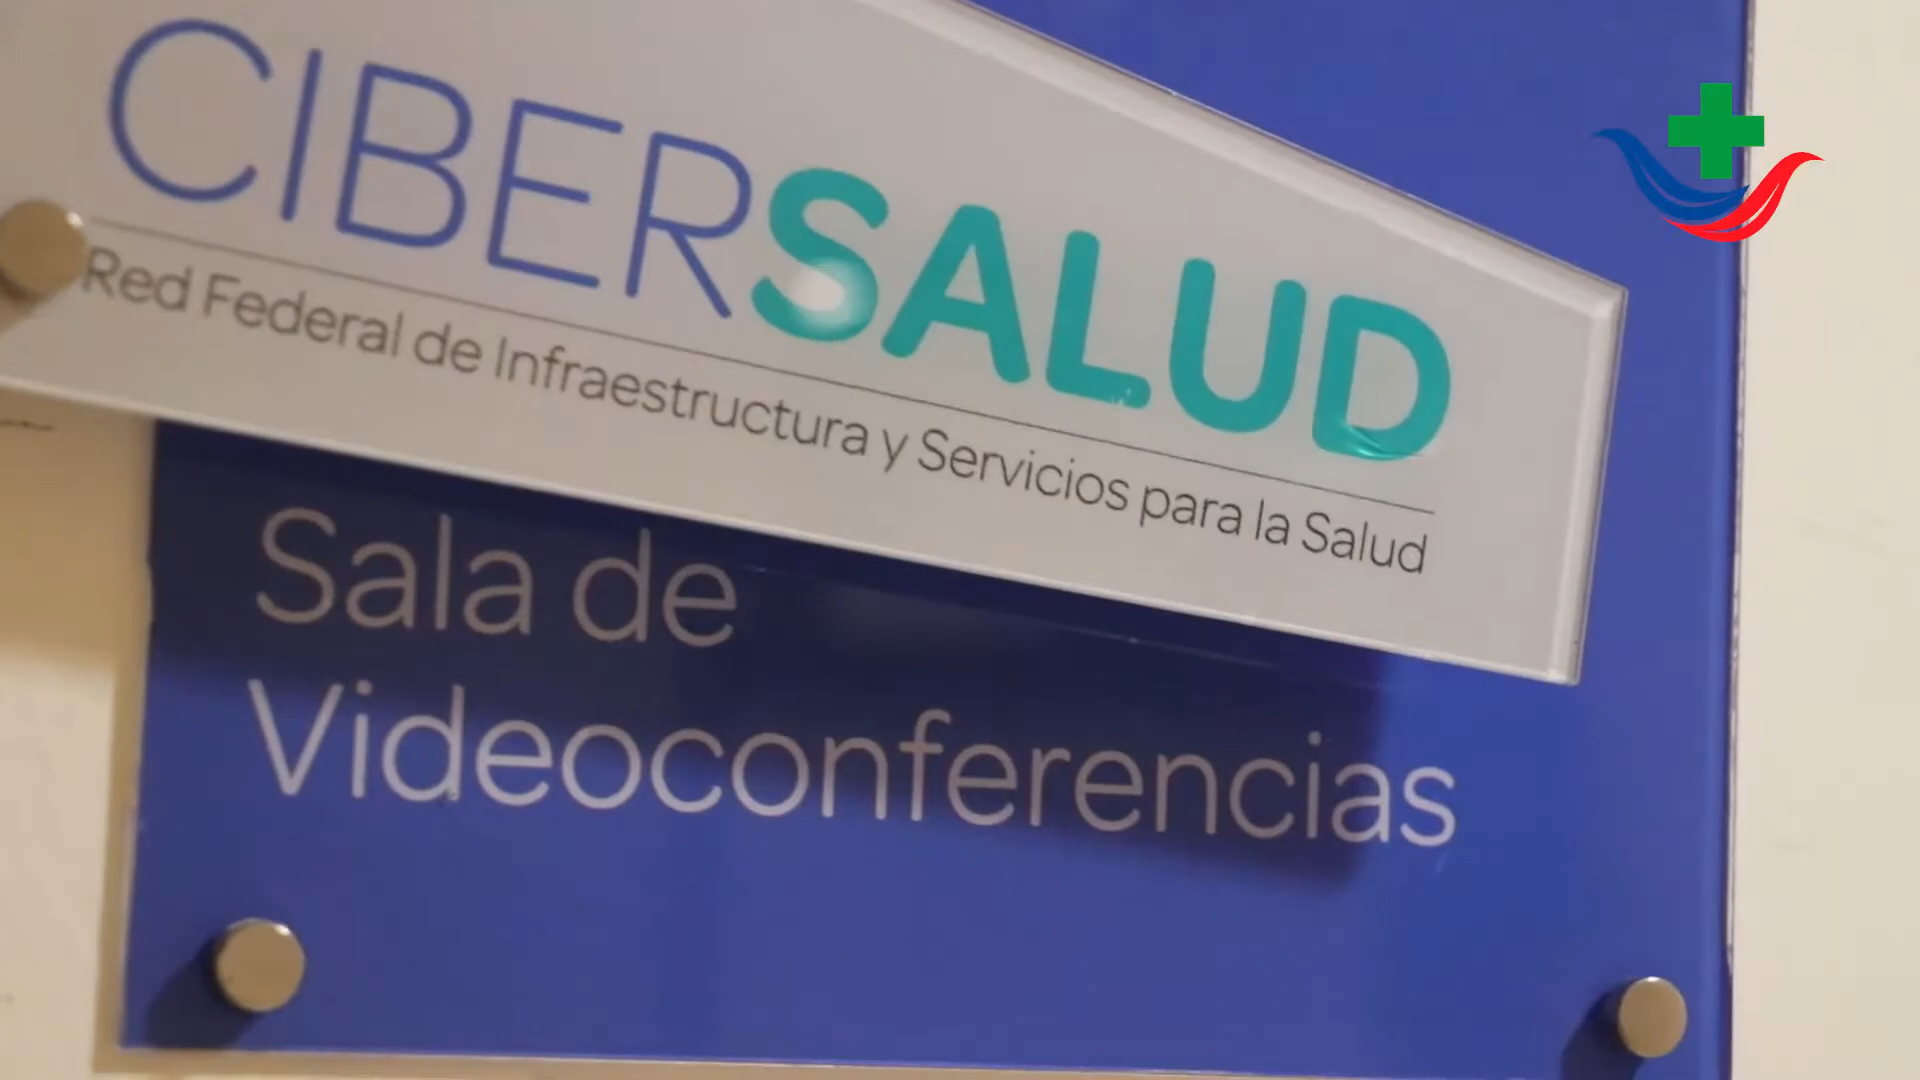 CIBERSALUD
Red Federal de Infraestructura y Servicios para la Salud
Sala de
Videoconferencias